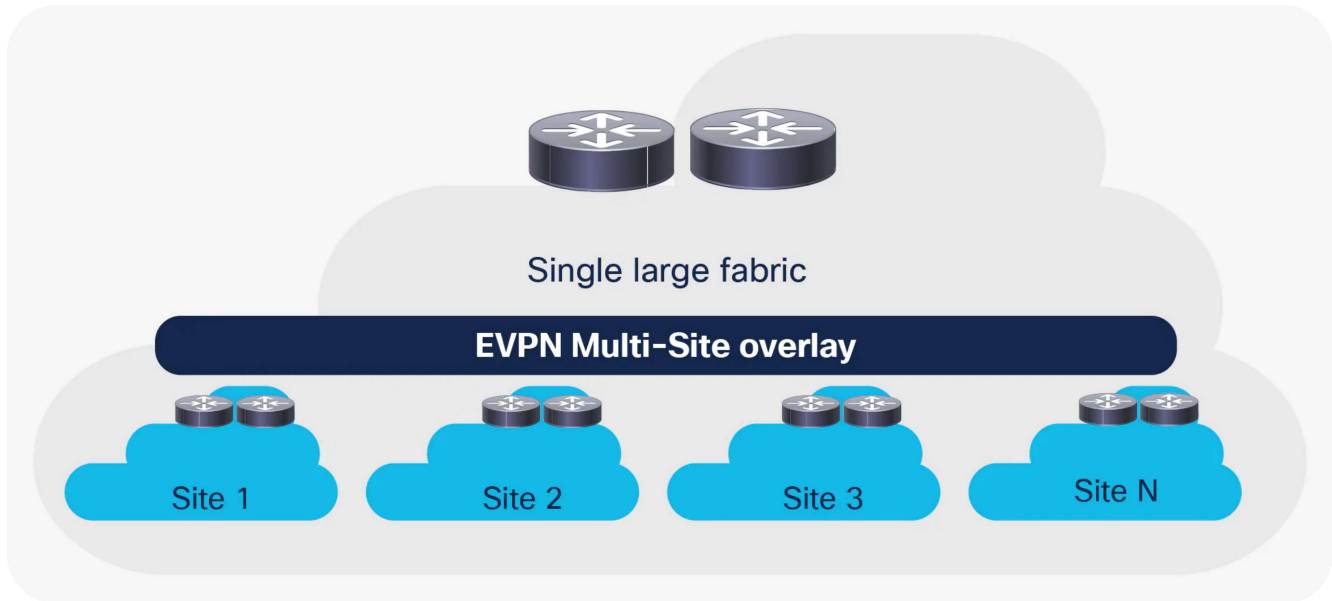 Single large fabric
EVPN Multi-Site overlay
Site 1
Site 2
Site 3
Site N